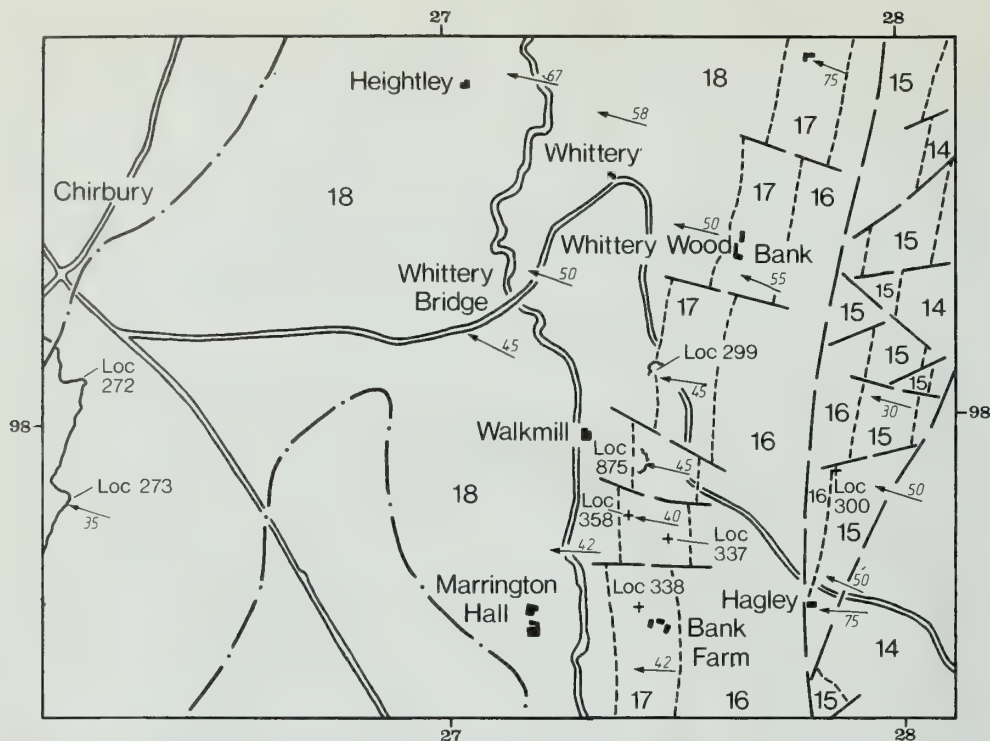 27
28
Heightley
67
18
75
15
58
17
14
Whittery
Chirbury
18
17
16
50
15
Whittery Wood
Bank
Whittery
Bridge
50
55
15
14
17
15
45
Loc 299
15
Loc
272
45
15
16
30
98
98
Walkmill
16
15
Loc
875
45
Loc 273
18
Loc
358
40
16
Loc
300
50
35
Loc
337
15
42
Marrington
Hall
Loc 338
Hagley
50
75
Bank
Farm
14
42
17
16
15
27
28